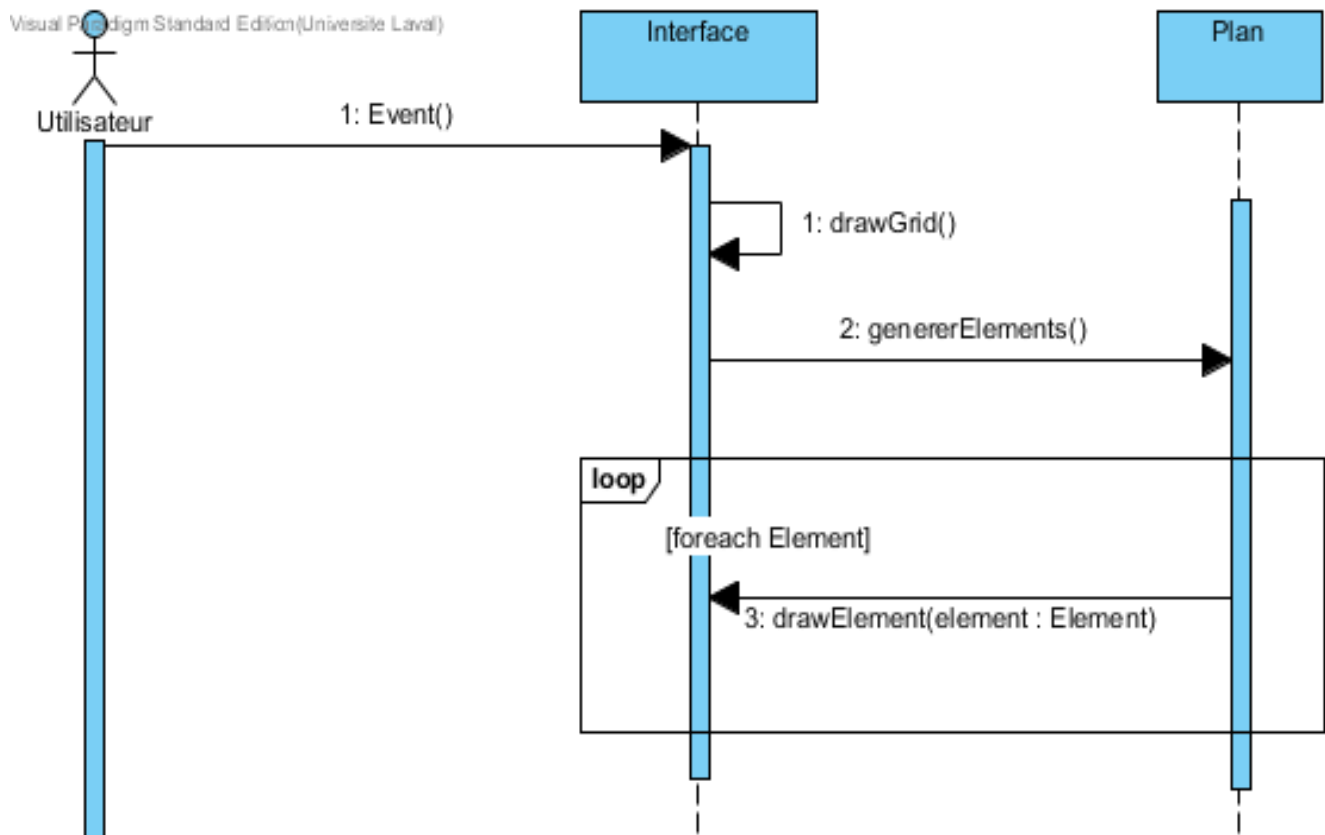 Visual Paradigm Standard Edition(Universite Laval)
Interface
Plan
Utilisateur
1: Event()
1: drawGrid()
2: genererElements()
loop
[foreach Element]
3: drawElement(element : Element)